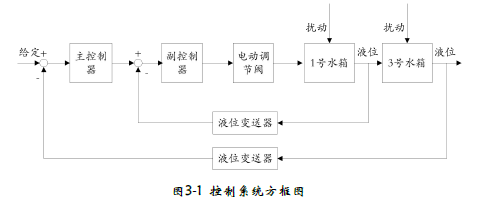 扰动 扰动
给定 + 主控制器 + 副控制器 电动调节阀 1号水箱 液位 3号水箱 液位
- -
液位变送器
液位变送器
图3-1 控制系统方框图